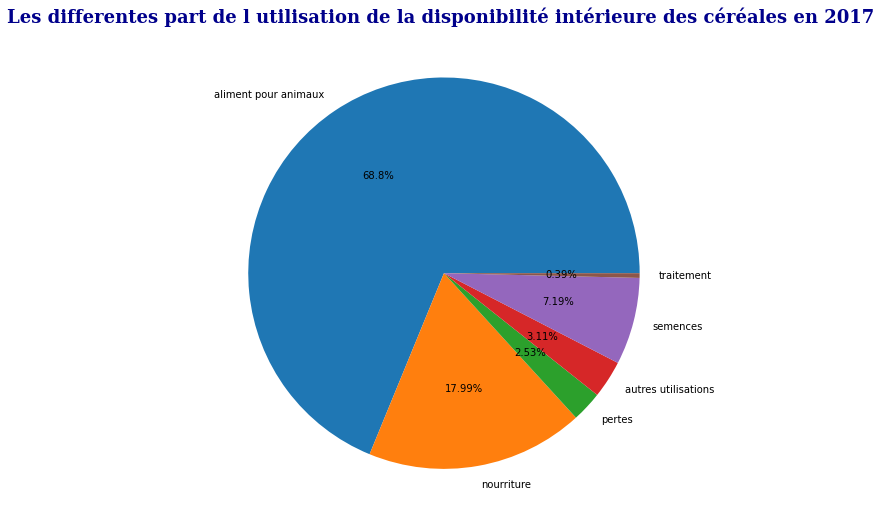 Les differentes part de l utilisation de la disponibilité intérieure des céréales en 2017
aliment pour animaux
68.8%
0.39%
traitement
7.19%
semences
3.11%
2.53%
autres utilisations
17.99%
pertes
nourriture